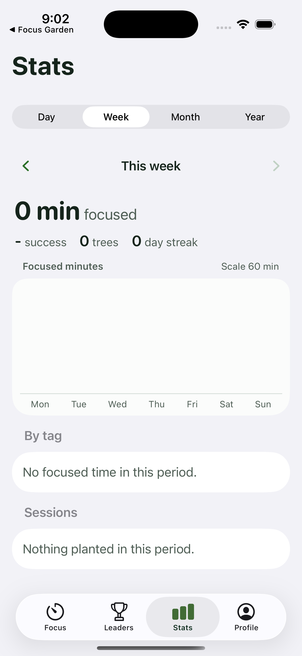 9:02
◀ Focus Garden
Stats
Day Week Month Year
This week
0 min focused
- success 0 trees 0 day streak
Focused minutes Scale 60 min
Mon Tue Wed Thu Fri Sat Sun
By tag
No focused time in this period.
Sessions
Nothing planted in this period.
Focus Leaders Stats Profile